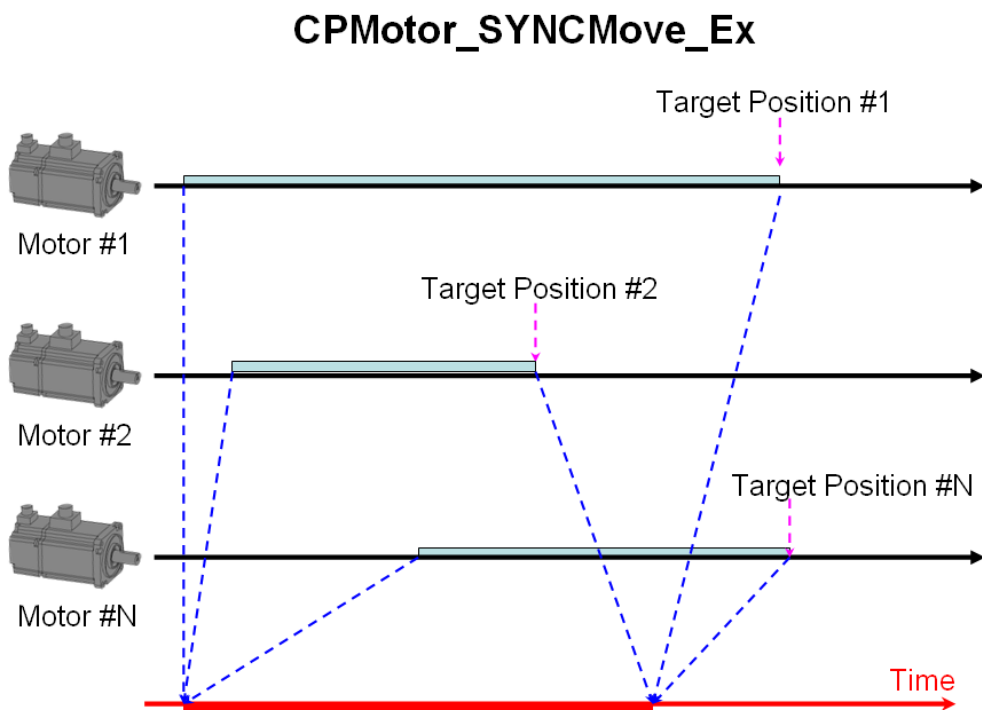 CPMotor_SYNCMove_Ex
Target Position #1
Motor #1
Target Position #2
Motor #2
Target Position #N
Motor #N
Time